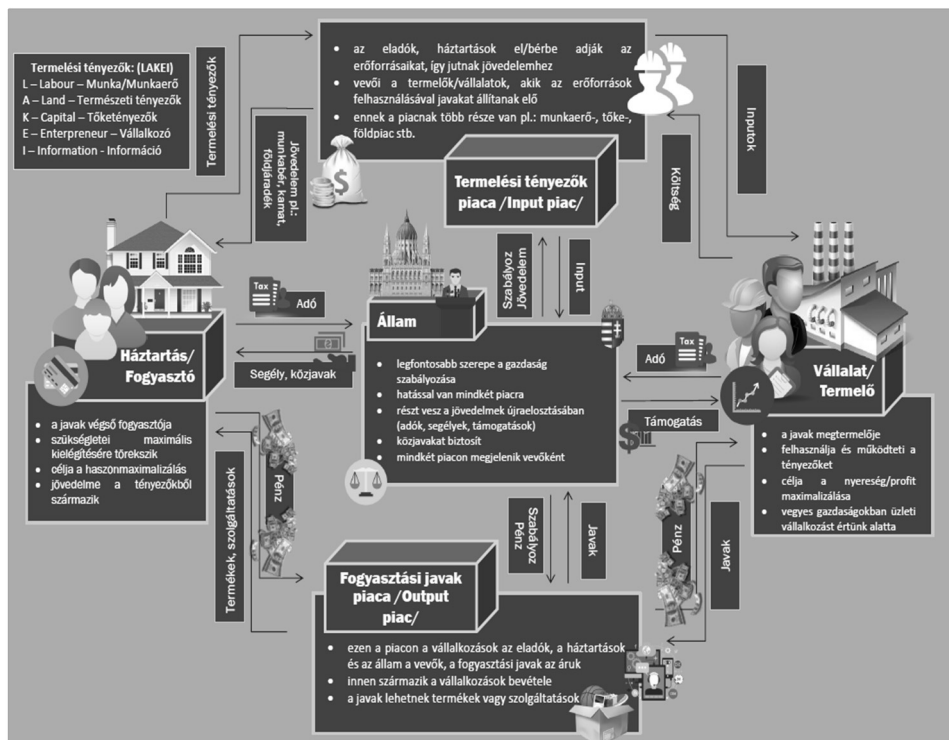 Termelési tényezők: (LAKEI)
L – Labour – Munka/Munkaerő
A – Land – Természeti tényezők
K – Capital – Tőketényezők
E – Enterpreneur – Vállalkozó
I – Information - Információ
Termelési tényezők
• az eladók, háztartások el/bérbe adják az
erőforrásaikat, így jutnak jövedelemhez
• vevői a termelők/vállalatok, akik az erőforrások
felhasználásával javakat állítanak elő
• ennek a piacnak több része van pl.: munkaerő-, tőke-,
földpiac stb.
Termelési tényezők
piaca /Input piac/
Inputok
Költség
Jövedelem pl.:
munkabér, kamat,
földjáradék
$
Szabályoz
Jövedelem
Input
Tax
Adó
Segély, közjavak
Állam
• legfontosabb szerepe a gazdaság
szabályozása
• hatással van mindkét piacra
• részt vesz a jövedelmek újraelosztásában
(adók, segélyek, támogatások)
• közjavakat biztosít
• mindkét piacon megjelenik vevőként
Adó
Tax
$
Támogatás
Háztartás/
Fogyasztó
• a javak végső fogyasztója
• szükségletei maximális
kielégítésére törekszik
• célja a haszonmaximalizálás
• jövedelme a tényezőkből
származik
Vállalat/
Termelő
• a javak megtermelője
• felhasználja és működteti a
tényezőket
• célja a nyereség/profit
maximalizálása
• vegyes gazdaságokban üzleti
vállalkozást értünk alatta
Termékek, szolgáltatások
Pénz
Szabályoz
Pénz
Javak
Pénz
Javak
Fogyasztási javak
piaca /Output
piac/
• ezen a piacon a vállalkozások az eladók, a háztartások
és az állam a vevők, a fogyasztási javak az áruk
• innen származik a vállalkozások bevétele
• a javak lehetnek termékek vagy szolgáltatások